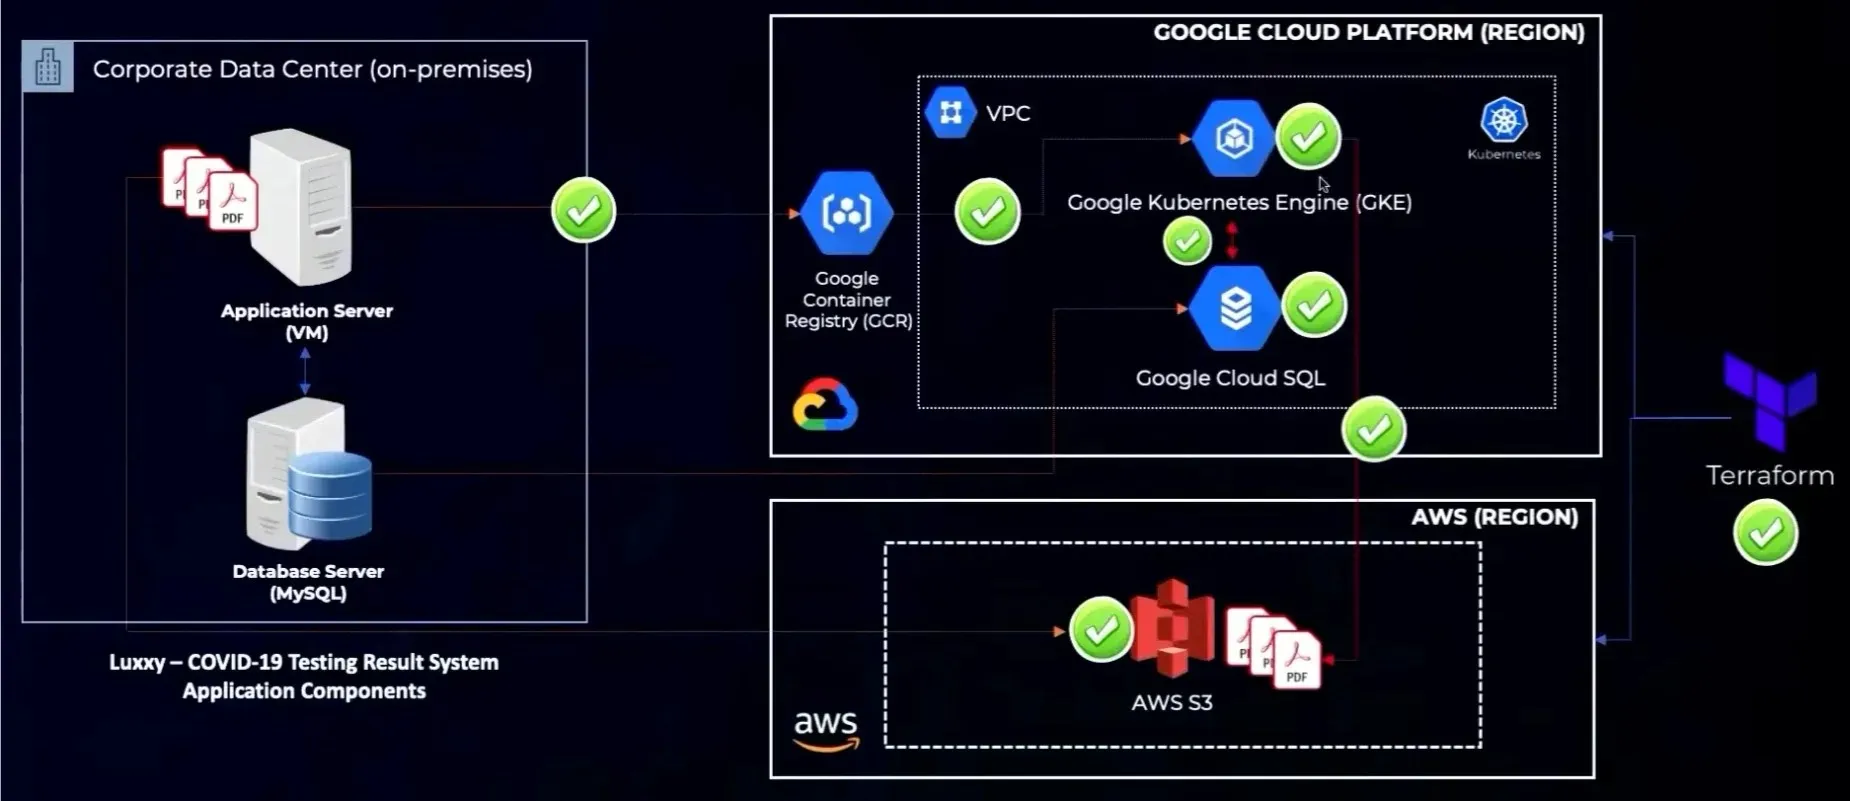 GOOGLE CLOUD PLATFORM (REGION)
Corporate Data Center (on-premises)
VPC
Kubernetes
PDF
Google Kubernetes Engine (GKE)
Google
Container
Registry (GCR)
Application Server
(VM)
Google Cloud SQL
Terraform
AWS (REGION)
Database Server
(MySQL)
Luxxy – COVID-19 Testing Result System
Application Components
PDF
AWS S3
aws